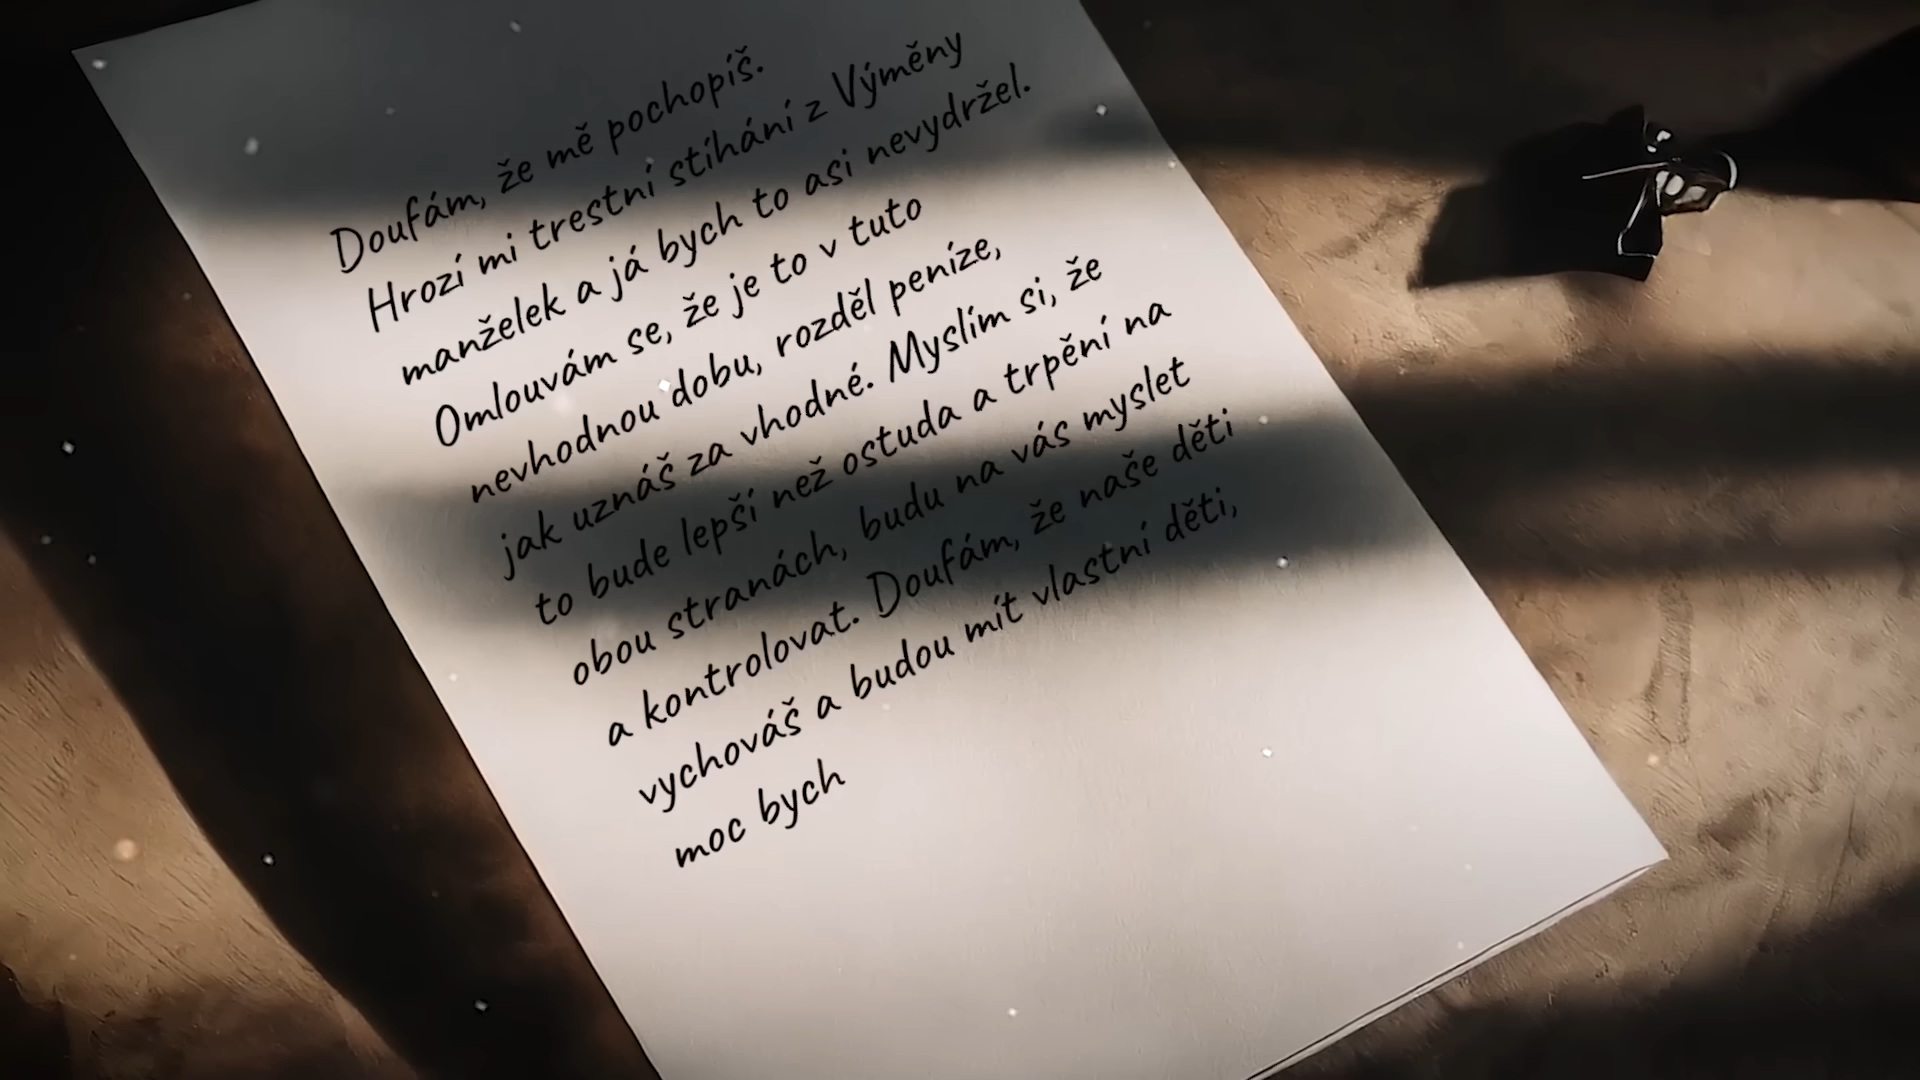 Doufám, že mě pochopíš.
Hrozí mi trestní stíhání z Výměny
manželek a já bych to asi nevydržel.
Omlouvám se, že je to v tuto
nevhodnou dobu, rozděl peníze,
jak uznáš za vhodné. Myslím si, že
to bude lepší než ostuda a trpění na
obou stranách, budu na vás myslet
a kontrolovat. Doufám, že naše děti
vychováš a budou mít vlastní děti,
moc bych